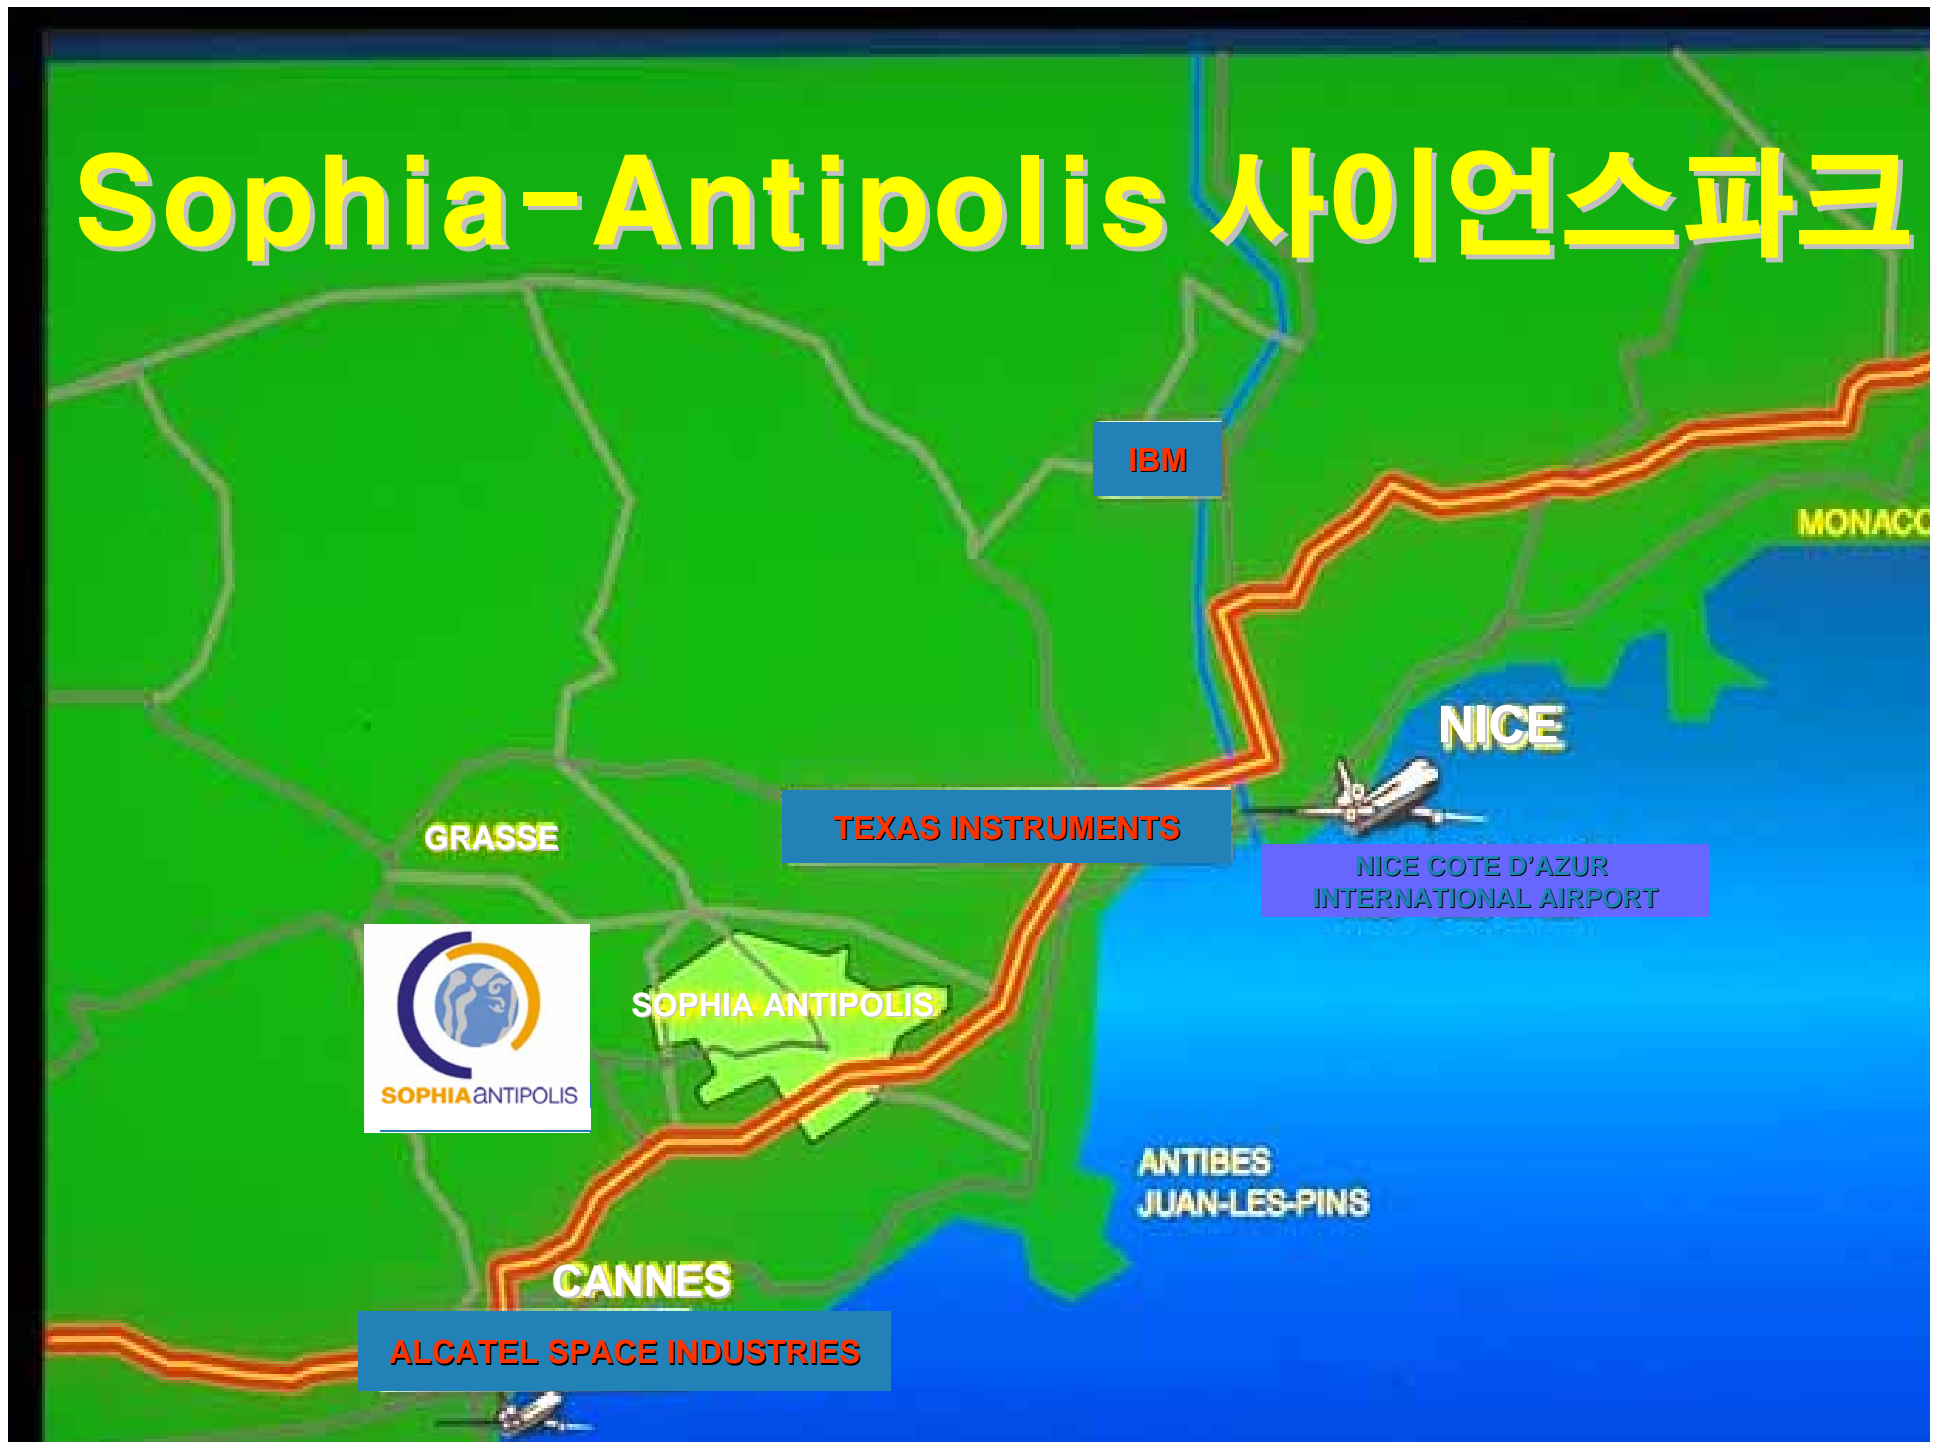 Sophia-Antipolis 사이언스파크
IBM
MONACO
NICE
TEXAS INSTRUMENTS
GRASSE
NICE COTE D'AZUR
INTERNATIONAL AIRPORT
SOPHIA ANTIPOLIS
SOPHIA aNTIPOLIS
ANTIBES
JUAN-LES-PINS
CANNES
ALCATEL SPACE INDUSTRIES